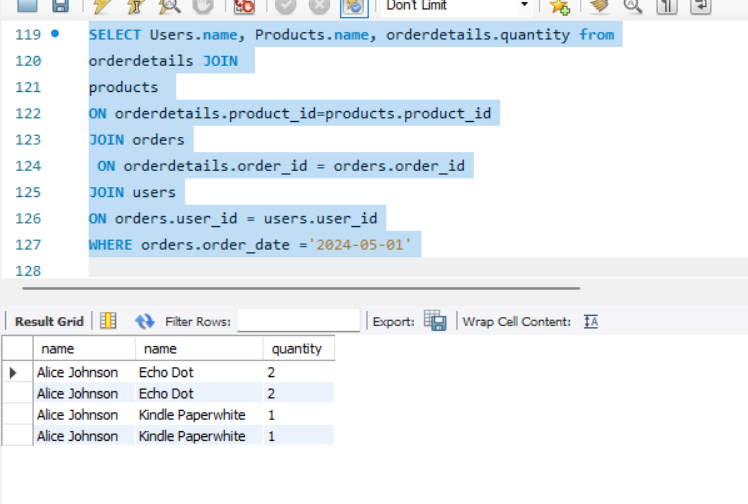 Don't Limit
119 SELECT Users.name, Products.name, orderdetails.quantity from
120 orderdetails JOIN
121 products
122 ON orderdetails.product_id=products.product_id
123 JOIN orders
124 ON orderdetails.order_id = orders.order_id
125 JOIN users
126 ON orders.user_id = users.user_id
127 WHERE orders.order_date ='2024-05-01'
128
Result Grid Filter Rows: Export: Wrap Cell Content: IA
name name quantity
Alice Johnson Echo Dot 2
Alice Johnson Echo Dot 2
Alice Johnson Kindle Paperwhite 1
Alice Johnson Kindle Paperwhite 1